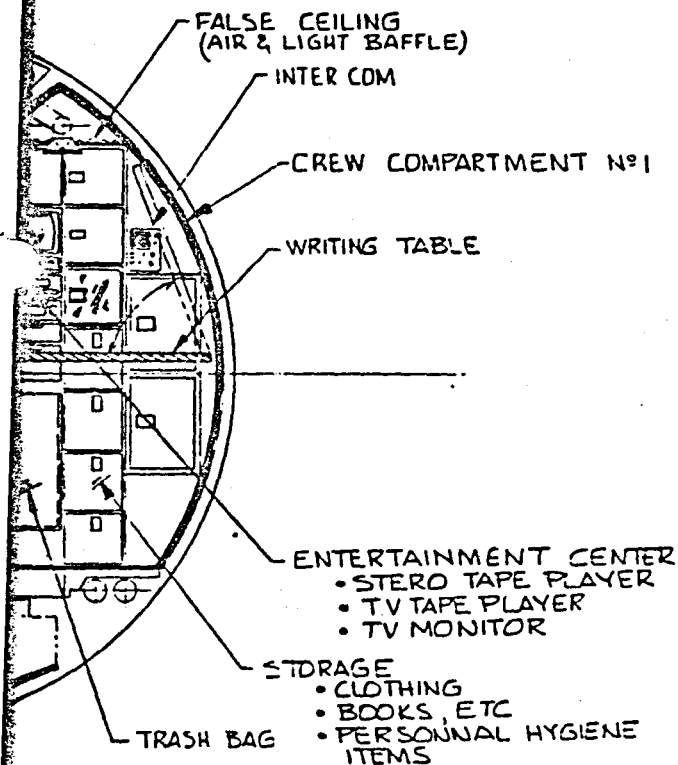 FALSE CEILING
(AIR & LIGHT BAFFLE)
INTER COM
CREW COMPARTMENT Nº1
WRITING TABLE
ENTERTAINMENT CENTER
• STERO TAPE PLAYER
• TV TAPE PLAYER
• TV MONITOR
STORAGE
• CLOTHING
• BOOKS, ETC
• PERSONNAL HYGIENE
ITEMS
TRASH BAG